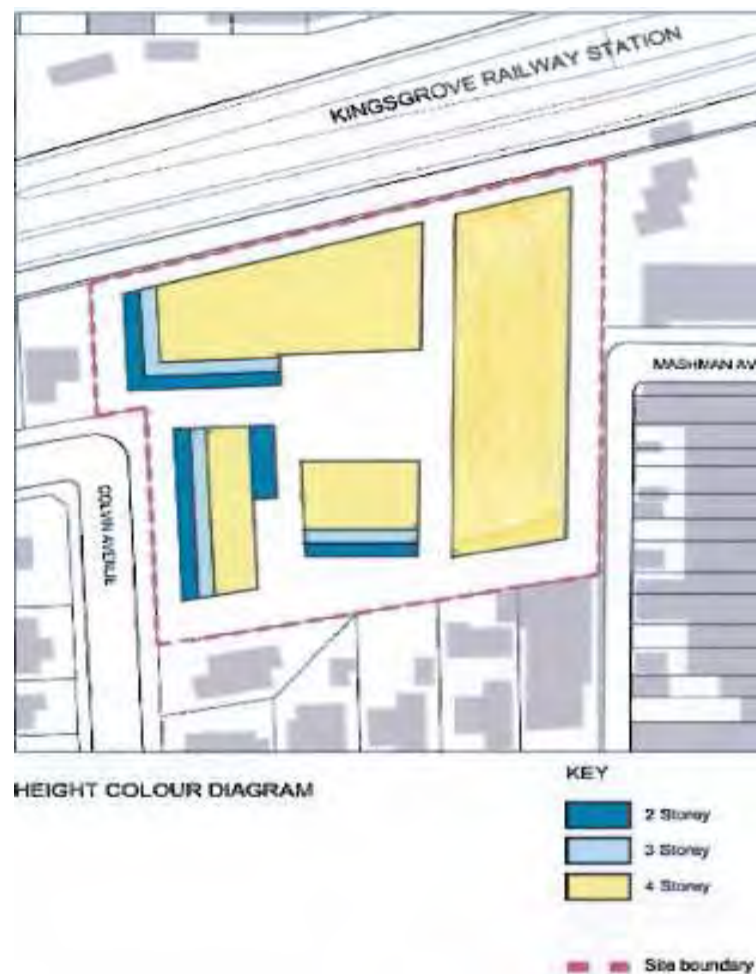 KINGSGROVE RAILWAY STATION
MASHMAN AV
COLVIN AVENUE
HEIGHT COLOUR DIAGRAM
KEY
2 Storey
3 Storey
4 Storey
Site boundary